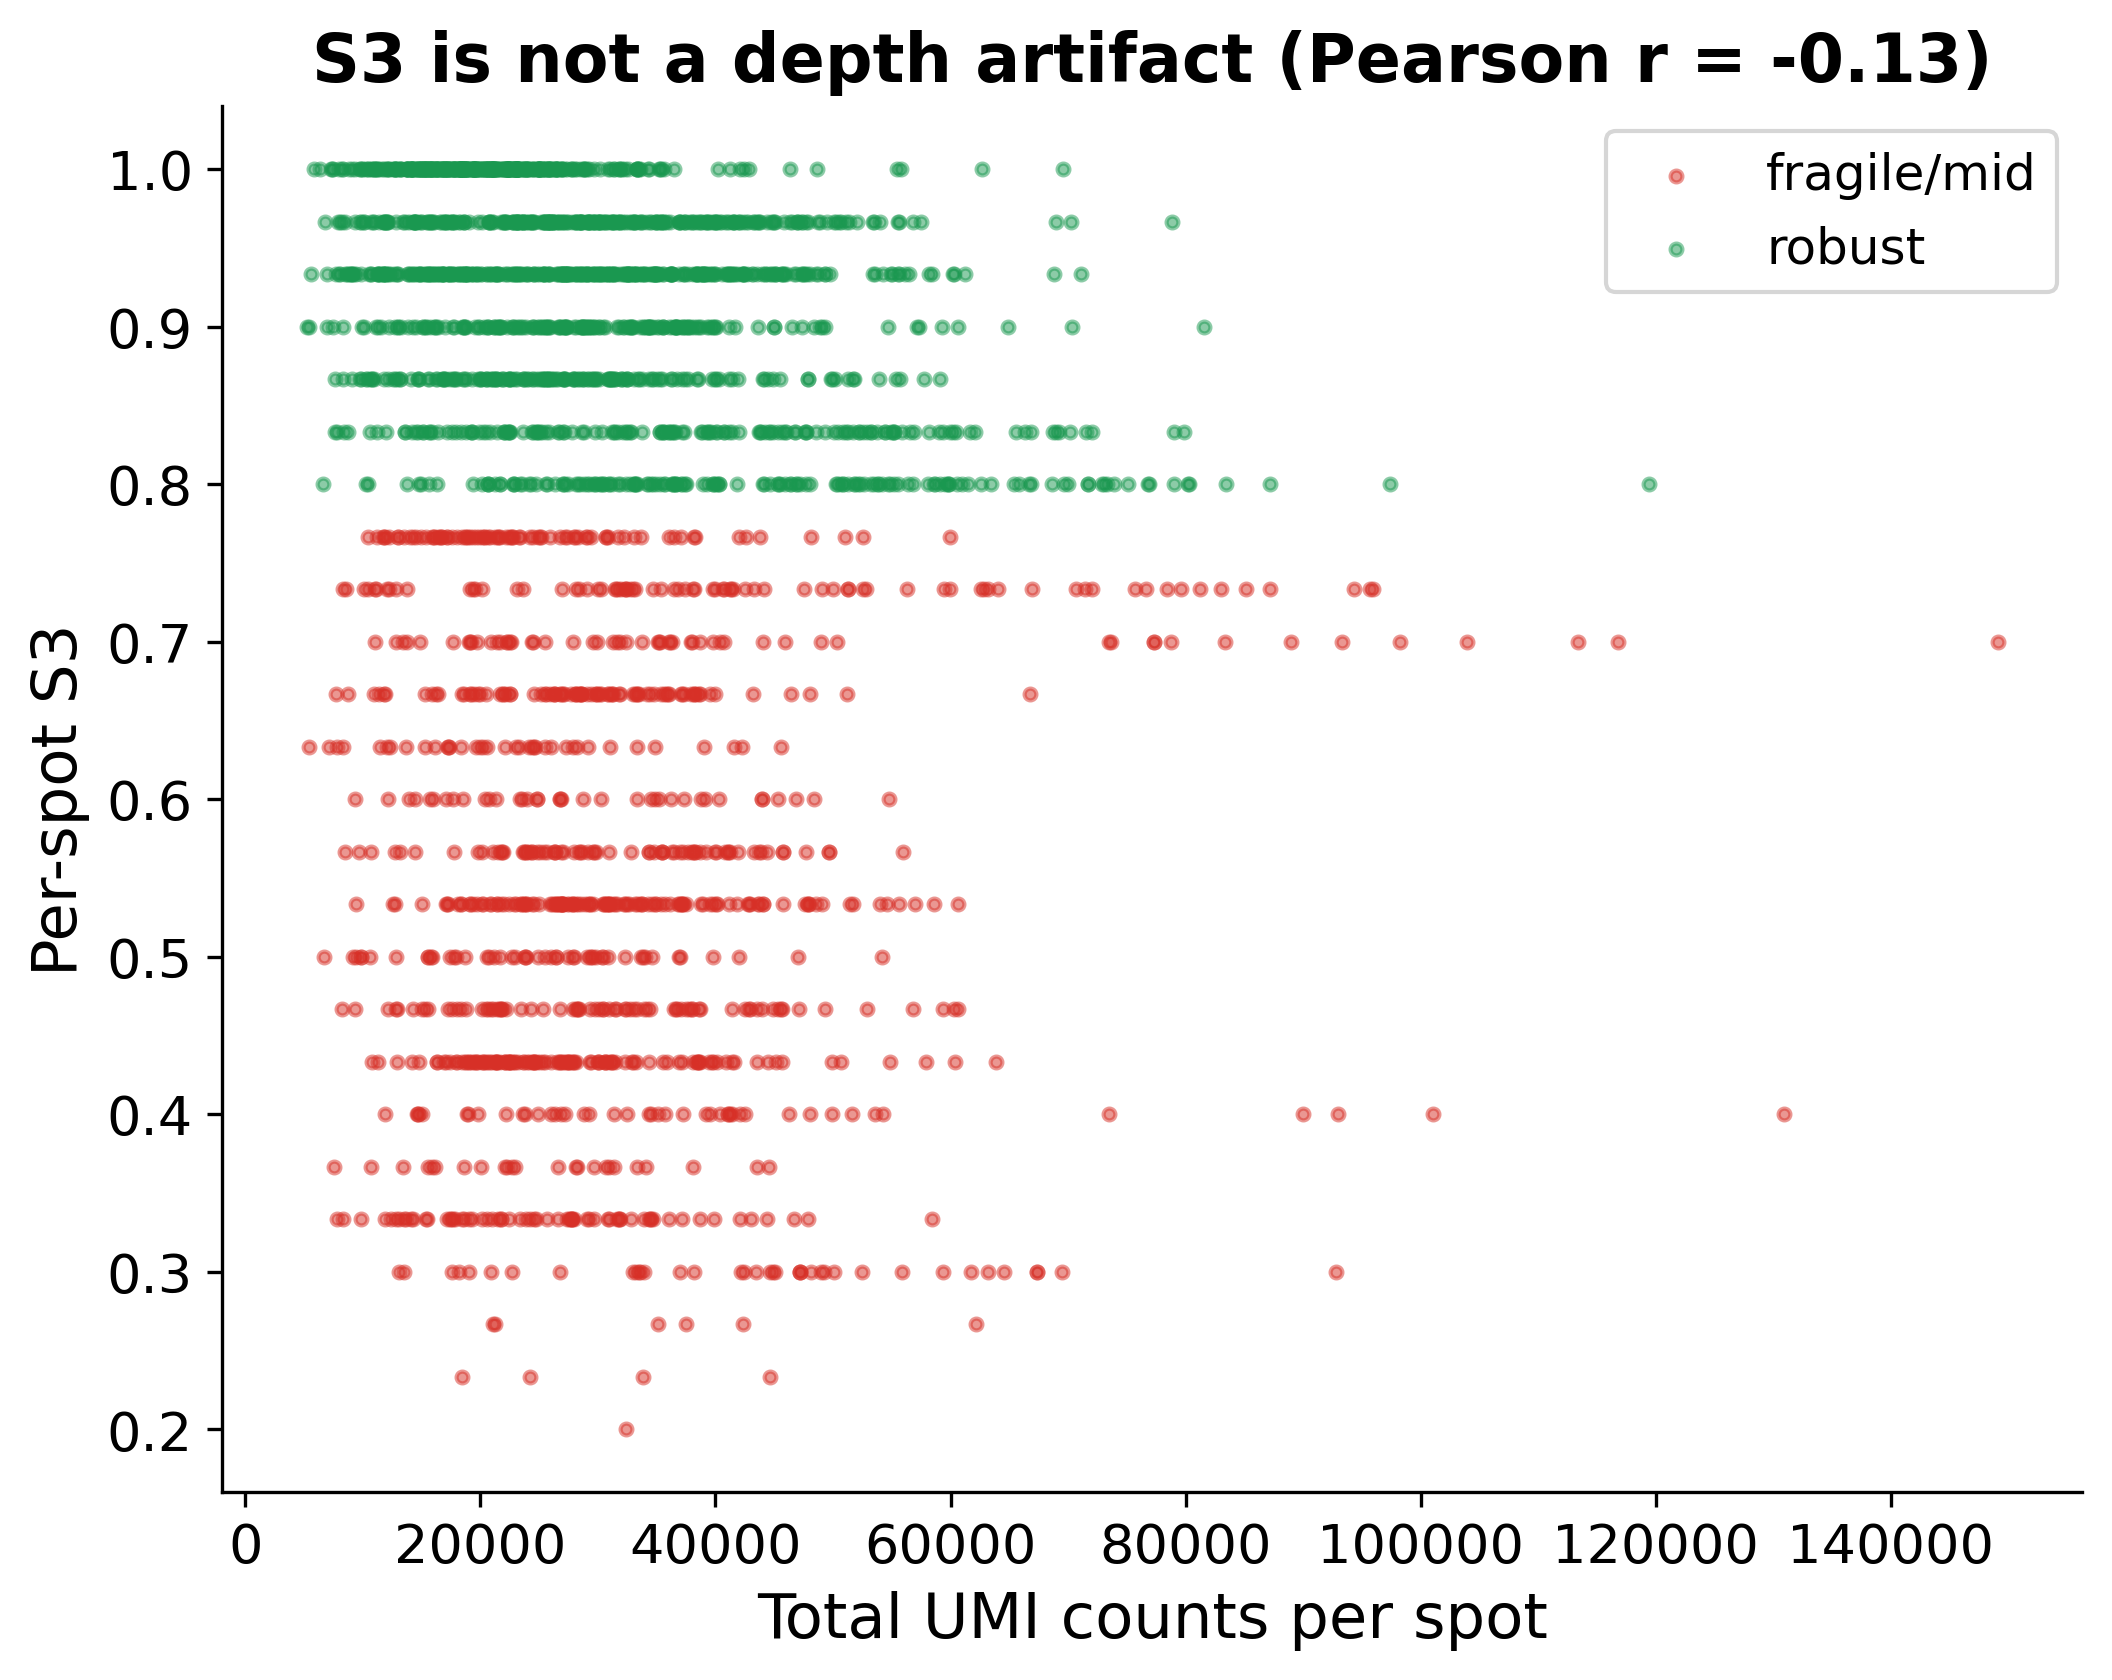 S3 is not a depth artifact (Pearson r = -0.13)
fragile/mid
robust
Per-spot S3
1.0
0.9
0.8
0.7
0.6
0.5
0.4
0.3
0.2
0 20000 40000 60000 80000 100000 120000 140000
Total UMI counts per spot